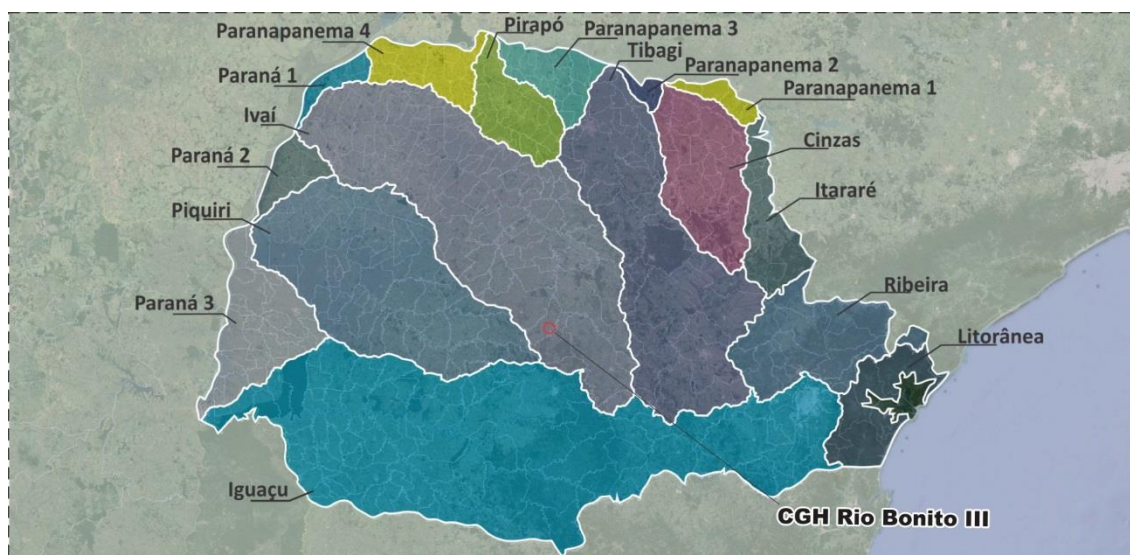 Pirapó
Paranapanema 4
Paranapanema 3
Tibagi
Paraná 1
Paranapanema 2
Paranapanema 1
Ivaí
Cinzas
Paraná 2
Itararé
Piquiri
Ribeira
Paraná 3
Litorânea
Iguaçu
CGH Rio Bonito III